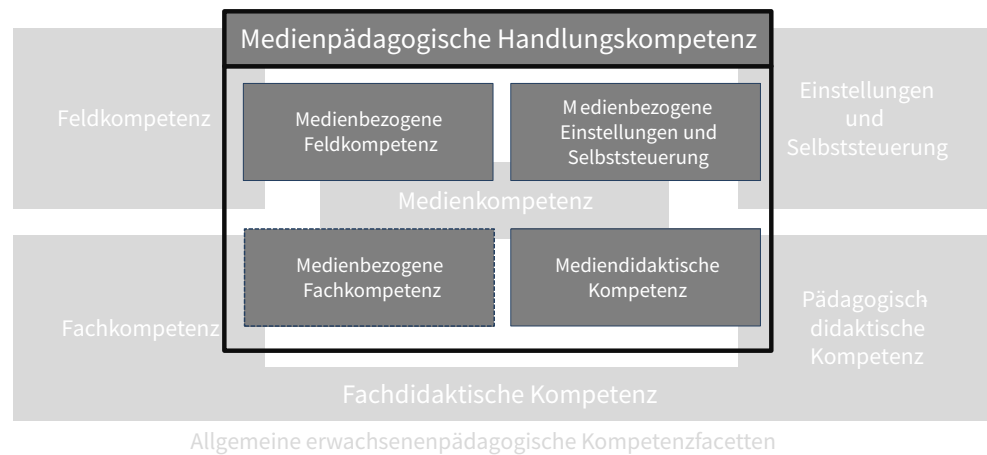 Medienpädagogische Handlungskompetenz
Feldkompetenz
Medienbezogene
Feldkompetenz
Medienbezogene
Einstellungen und
Selbststeuerung
Einstellungen
und
Selbststeuerung
Medienkompetenz
Fachkompetenz
Medienbezogene
Fachkompetenz
Mediendidaktische
Kompetenz
Pädagogisch-
didaktische
Kompetenz
Fachdidaktische Kompetenz
Allgemeine erwachsenenpädagogische Kompetenzfacetten